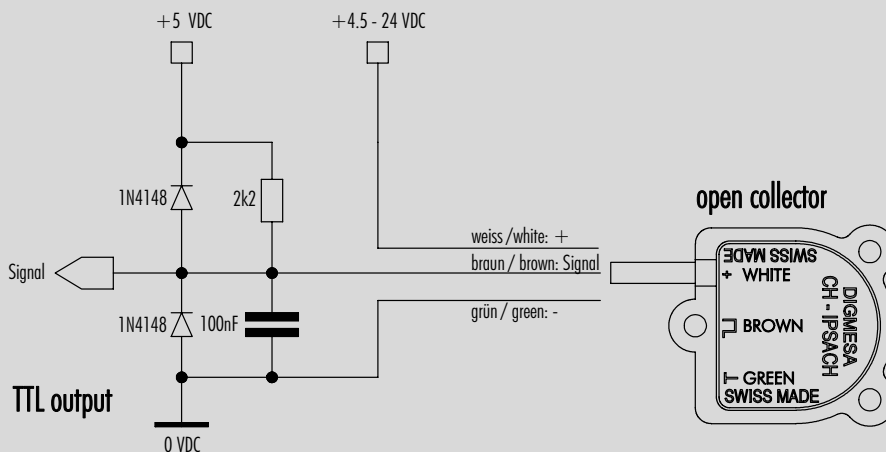 +5 VDC
+4.5 - 24 VDC
1N4148
2k2
open collector
weiss/white: +
braun / brown: Signal
Signal
grün / green: -
1N4148
100nF
TTL output
0 VDC
SWISS MADE
+ WHITE
BROWN
GREEN
SWISS MADE
DIGMESA
CH - IPSACH